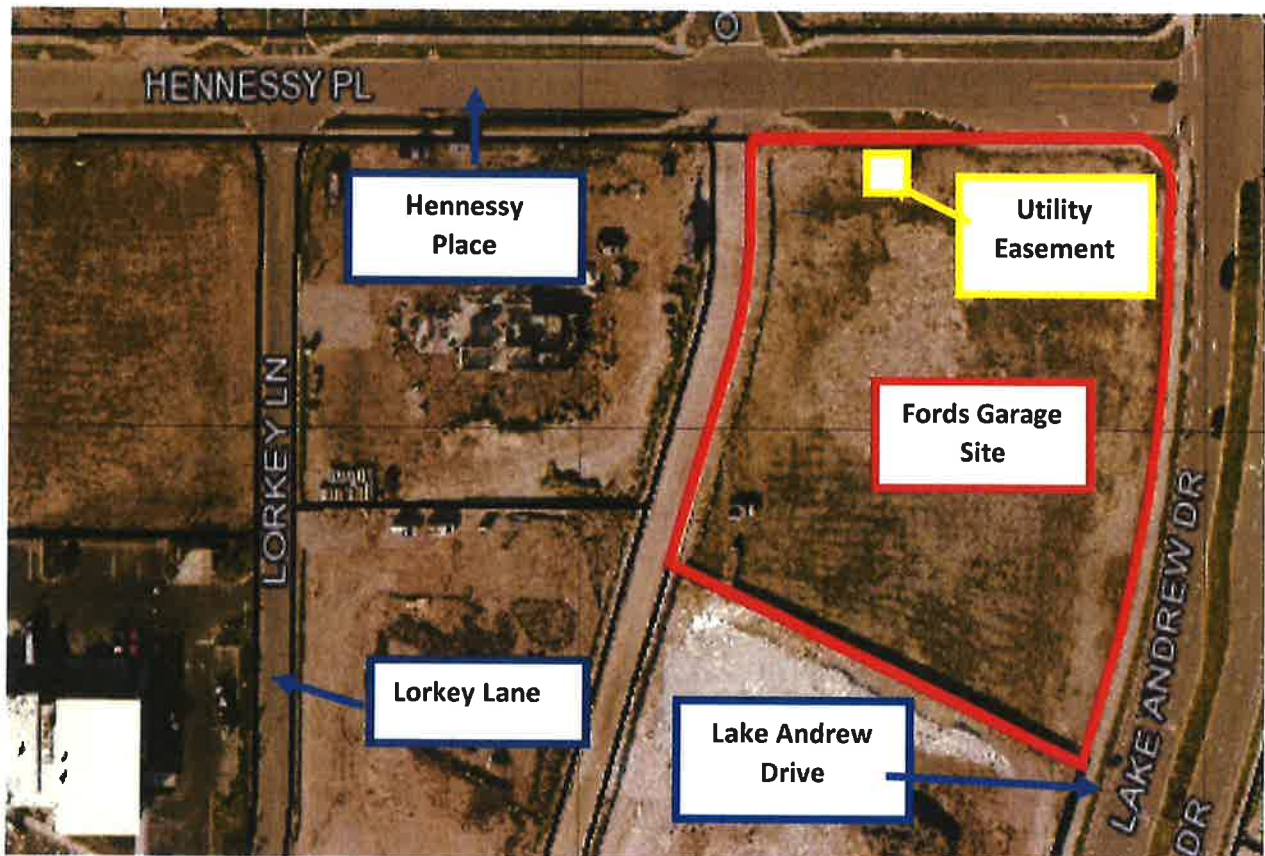 HENNESSY PL
Hennessy
Place
Utility
Easement
Fords Garage
Site
LORKEY LN
Lorkey Lane
Lake Andrew
Drive
LAKE ANDREW DR
DR